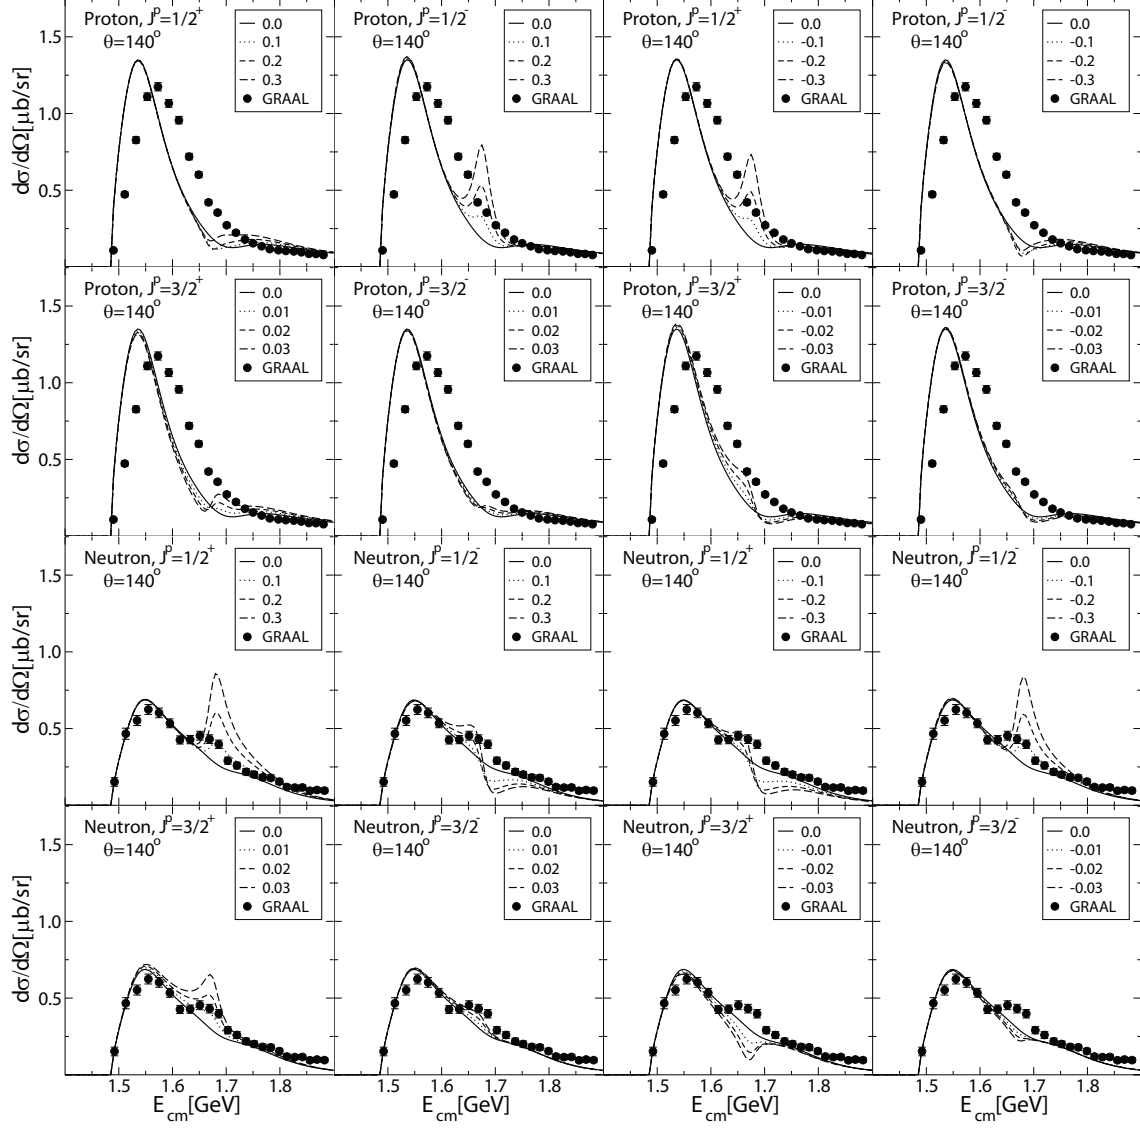 Proton, J^P=1/2^+
θ=140^o
0.0
0.1
0.2
0.3
GRAAL
Proton, J^P=1/2^-
θ=140^o
0.0
0.1
0.2
0.3
GRAAL
Proton, J^P=1/2^+
θ=140^o
0.0
-0.1
-0.2
-0.3
GRAAL
Proton, J^P=1/2^-
θ=140^o
0.0
-0.1
-0.2
-0.3
GRAAL
1.5
1.0
0.5
dσ/dΩ[μb/sr]
Proton, J^P=3/2^+
θ=140^o
0.0
0.01
0.02
0.03
GRAAL
Proton, J^P=3/2^-
θ=140^o
0.0
0.01
0.02
0.03
GRAAL
Proton, J^P=3/2^+
θ=140^o
0.0
-0.01
-0.02
-0.03
GRAAL
Proton, J^P=3/2^-
θ=140^o
0.0
-0.01
-0.02
-0.03
GRAAL
1.5
1.0
0.5
dσ/dΩ[μb/sr]
Neutron, J^P=1/2^+
θ=140^o
0.0
0.1
0.2
0.3
GRAAL
Neutron, J^P=1/2^-
θ=140^o
0.0
0.1
0.2
0.3
GRAAL
Neutron, J^P=1/2^+
θ=140^o
0.0
-0.1
-0.2
-0.3
GRAAL
Neutron, J^P=1/2^-
θ=140^o
0.0
-0.1
-0.2
-0.3
GRAAL
1.5
1.0
0.5
dσ/dΩ[μb/sr]
Neutron, J^P=3/2^+
θ=140^o
0.0
0.01
0.02
0.03
GRAAL
Neutron, J^P=3/2^-
θ=140^o
0.0
0.01
0.02
0.03
GRAAL
Neutron, J^P=3/2^+
θ=140^o
0.0
-0.01
-0.02
-0.03
GRAAL
Neutron, J^P=3/2^-
θ=140^o
0.0
-0.01
-0.02
-0.03
GRAAL
1.5
1.0
0.5
dσ/dΩ[μb/sr]
1.5 1.6 1.7 1.8 1.5 1.6 1.7 1.8 1.5 1.6 1.7 1.8 1.5 1.6 1.7 1.8
E_cm[GeV] E_cm[GeV] E_cm[GeV] E_cm[GeV]